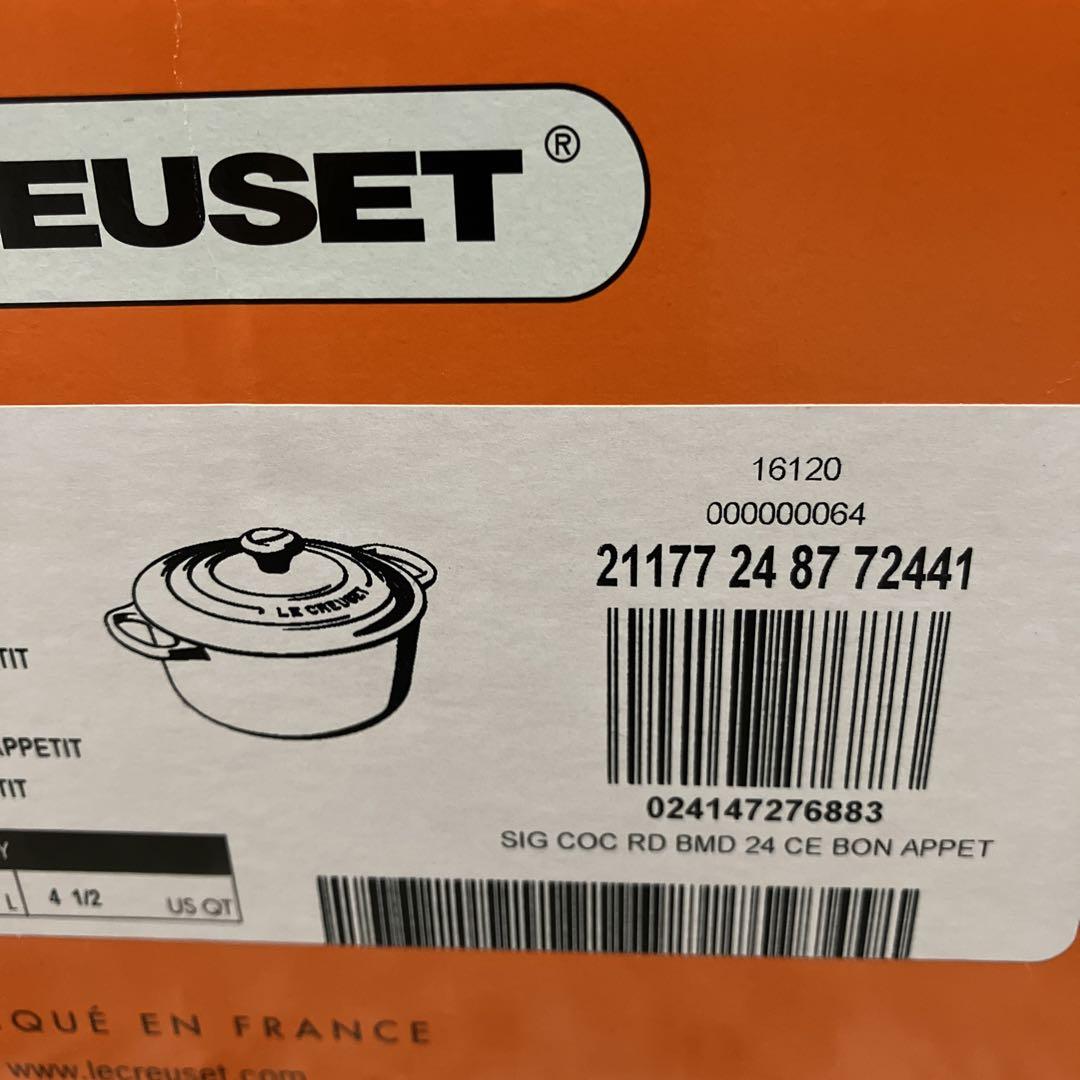 EUSET ®
16120
000000064
21177 24 87 72441
LE CREUSET
TIT
APPETIT
TIT
024147276883
SIG COC RD BMD 24 CE BON APPET
Y
L 4 1/2 US QT
QUÉ EN FRANCE
www.lecreuset.com